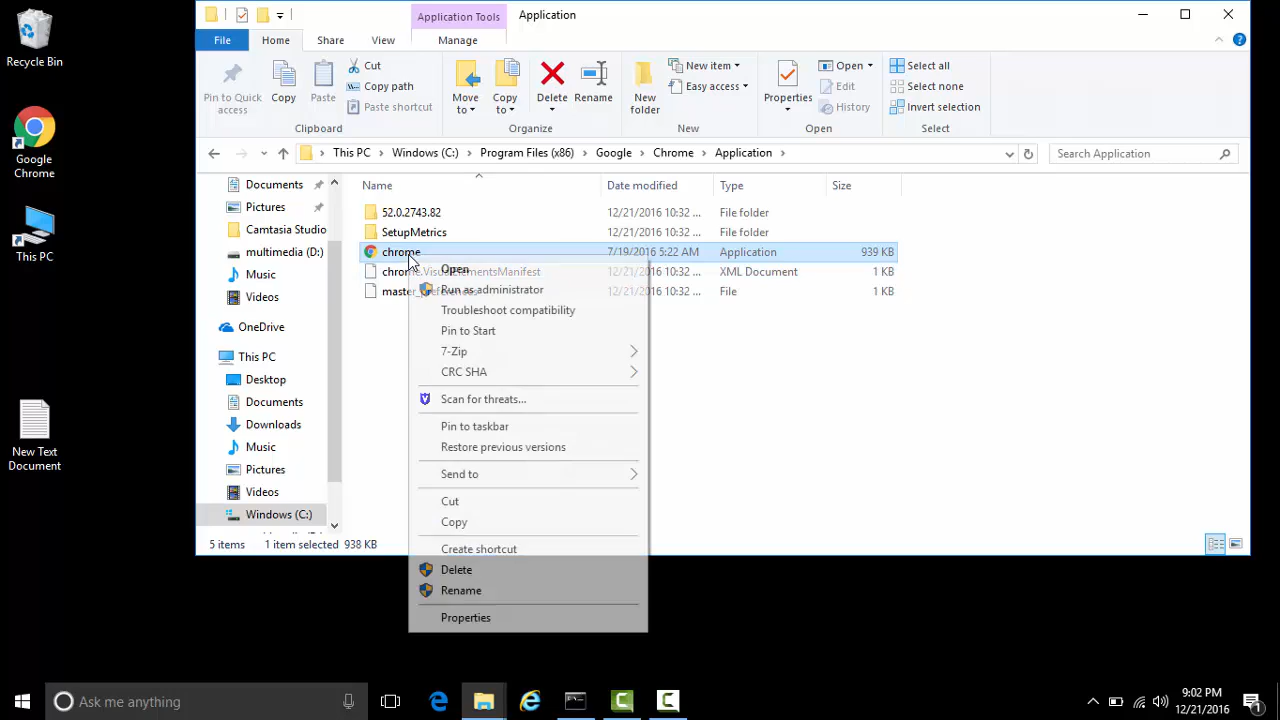 Application Tools
Application
File
Home
Share
View
Manage
Pin to Quick access
Copy
Paste
Cut
Copy path
Paste shortcut
Clipboard
Move to
Copy to
Delete
Rename
Organize
New folder
New item
Easy access
New
Properties
Open
Edit
History
Open
Select all
Select none
Invert selection
Select
This PC
Windows (C:)
Program Files (x86)
Google
Chrome
Application
Search Application
Name
Date modified
Type
Size
52.0.2743.82 12/21/2016 10:32 ... File folder
SetupMetrics 12/21/2016 10:32 ... File folder
chrome 7/19/2016 5:22 AM Application 939 KB
12/21/2016 10:32 ... XML Document 1 KB
12/21/2016 10:32 ... File 1 KB
Documents
Pictures
Camtasia Studio
multimedia (D:)
Music
Videos
OneDrive
This PC
Desktop
Documents
Downloads
Music
Pictures
Videos
Windows (C:)
5 items
1 item selected 938 KB
Open
Run as administrator
Troubleshoot compatibility
Pin to Start
7-Zip
CRC SHA
Scan for threats...
Pin to taskbar
Restore previous versions
Send to
Cut
Copy
Create shortcut
Delete
Rename
Properties
Recycle Bin
Google
Chrome
This PC
New Text
Document
Ask me anything
9:02 PM
12/21/2016
1